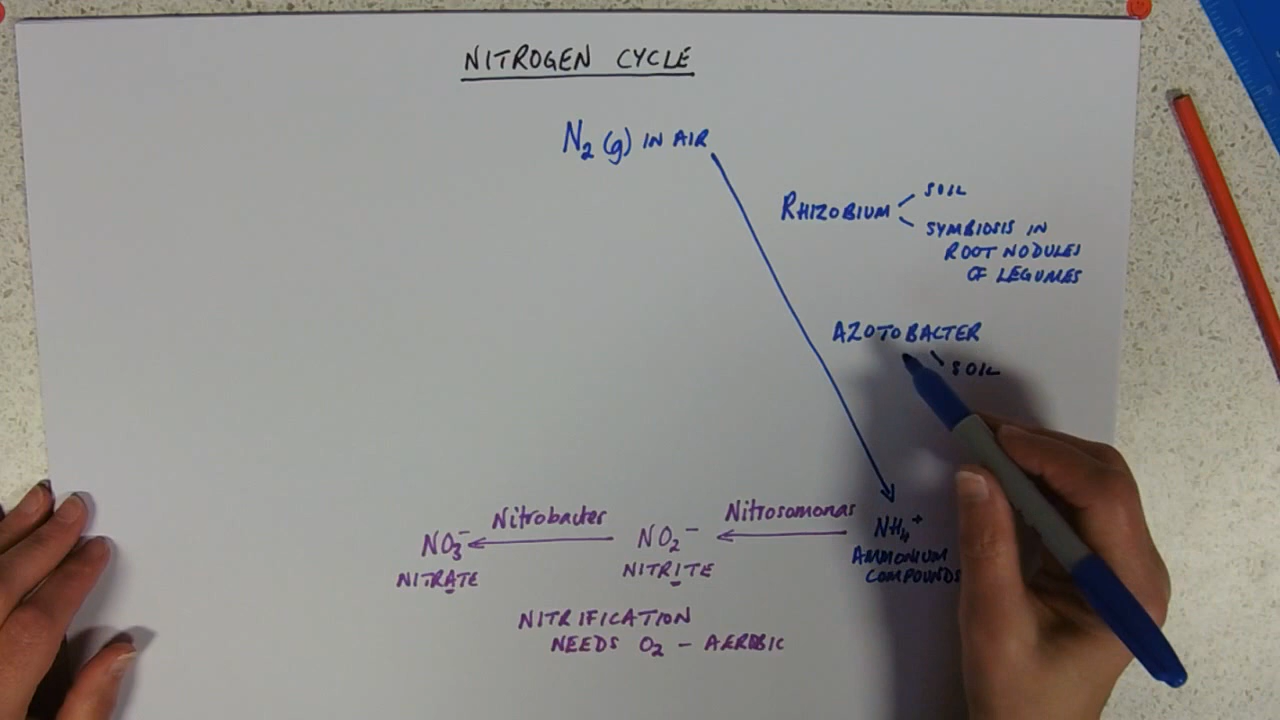 NITROGEN CYCLE
N₂ (g) IN AIR
RHIZOBIUM
SOIL
SYMBIOSIS IN
ROOT NODULES
OF LEGUMES
AZOTOBACTER
SOIL
NO₃⁻ Nitrobacter NO₂⁻ Nitrosomonas NH₄⁺
NITRATE NITRITE AMMONIUM
COMPOUNDS
NITRIFICATION
NEEDS O₂ - AEROBIC